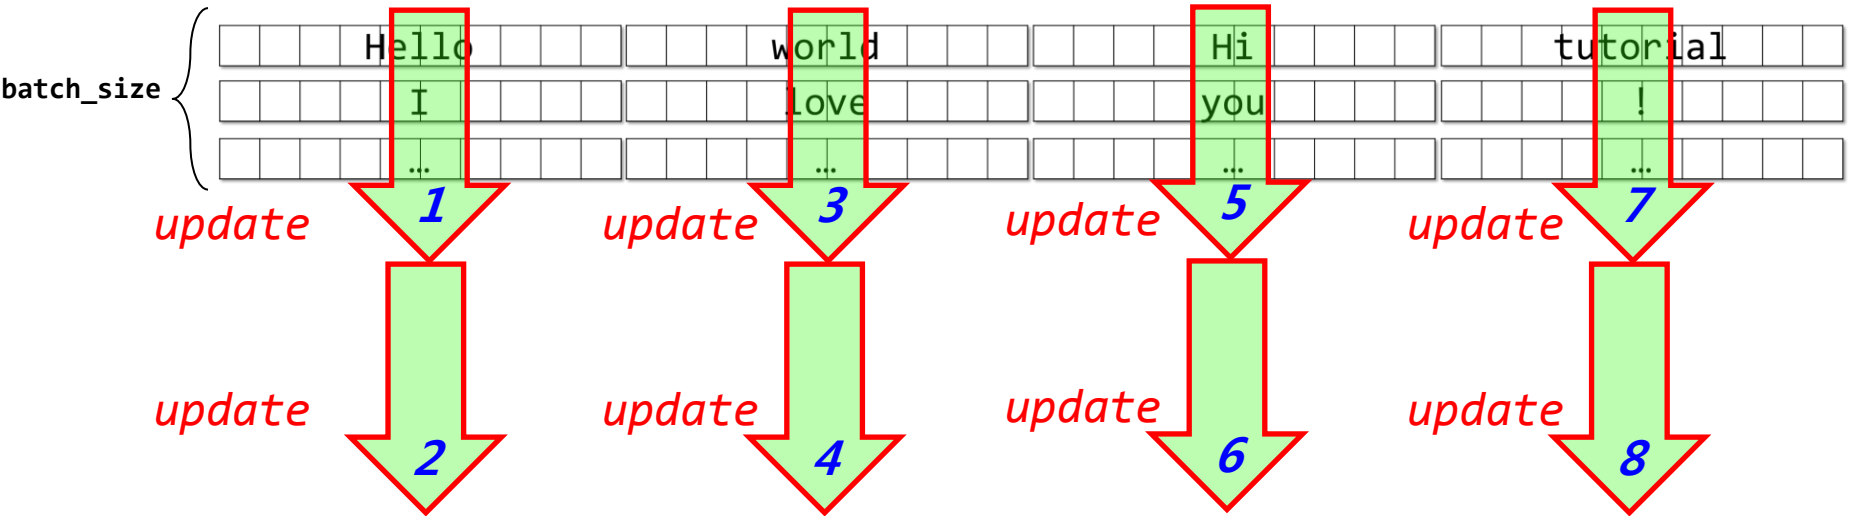 Hello world Hi tutorial
batch_size I love you !
... ... ... ...
1 3 5 7
update update update update
update update update update
2 4 6 8